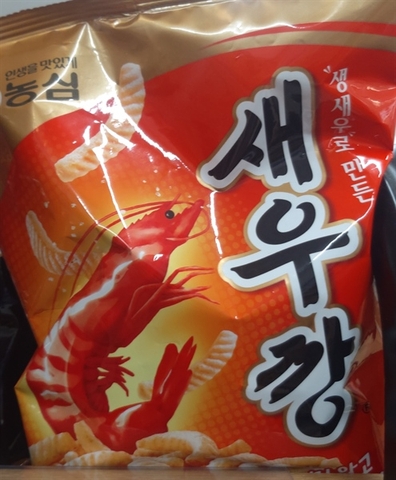 인생을 맛있게
농심
"생새우로 만든
새우깡